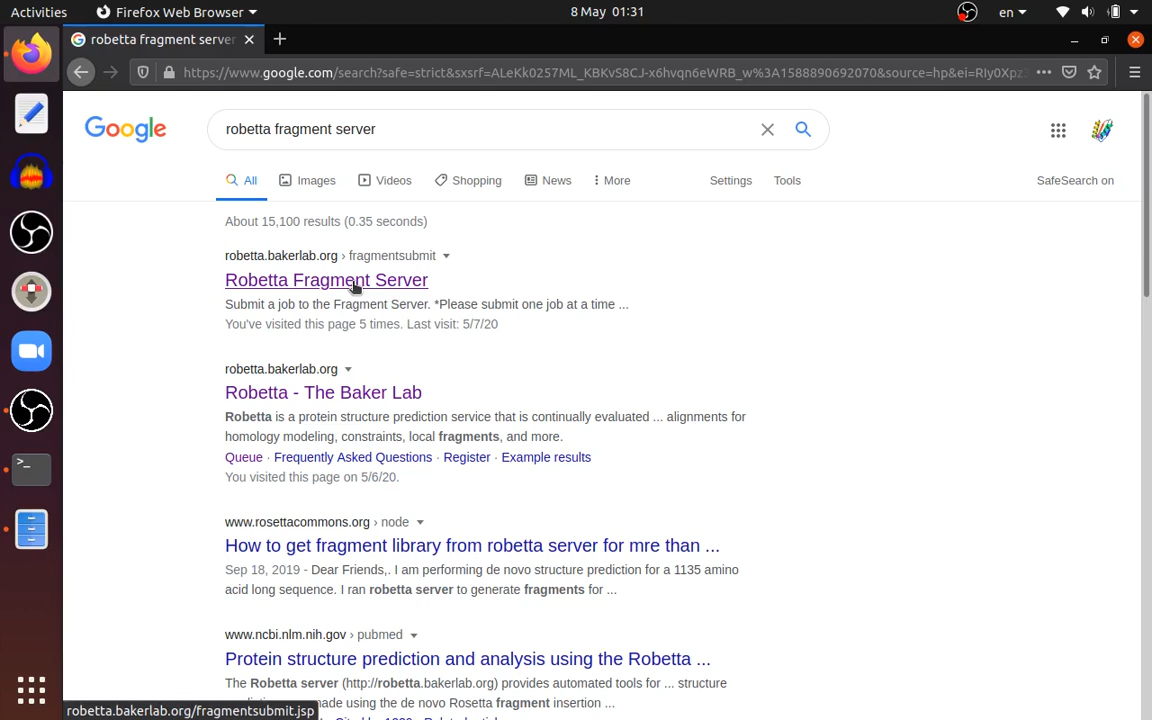 Activities Firefox Web Browser 8 May 01:31 en
robetta fragment server
https://www.google.com/search?safe=strict&sxsrf=ALeKk0257ML_KBKvS8CJ-x6hvqn6eWRB_w%3A1588890692070&source=hp&ei=RIy0Xpz3
Google robetta fragment server
All Images Videos Shopping News More Settings Tools SafeSearch on
About 15,100 results (0.35 seconds)
robetta.bakerlab.org › fragmentsubmit
Robetta Fragment Server
Submit a job to the Fragment Server. *Please submit one job at a time ...
You've visited this page 5 times. Last visit: 5/7/20
robetta.bakerlab.org
Robetta - The Baker Lab
Robetta is a protein structure prediction service that is continually evaluated ... alignments for
homology modeling, constraints, local fragments, and more.
Queue · Frequently Asked Questions · Register · Example results
You visited this page on 5/6/20.
www.rosettacommons.org › node
How to get fragment library from robetta server for mre than ...
Sep 18, 2019 - Dear Friends,. I am performing de novo structure prediction for a 1135 amino
acid long sequence. I ran robetta server to generate fragments for ...
www.ncbi.nlm.nih.gov › pubmed
Protein structure prediction and analysis using the Robetta ...
The Robetta server (http://robetta.bakerlab.org) provides automated tools for ... structure
made using the de novo Rosetta fragment insertion ...
robetta.bakerlab.org/fragmentsubmit.jsp